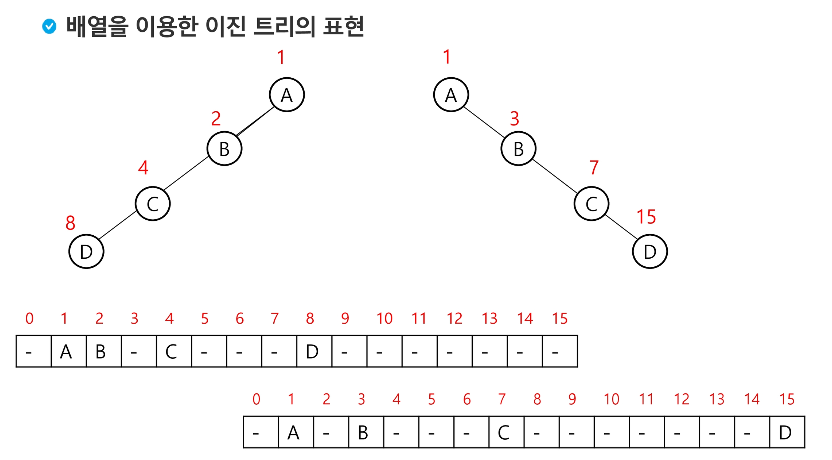 배열을 이용한 이진 트리의 표현
1 1
A A
2 3
B B
4 7
C C
8 15
D D
0 1 2 3 4 5 6 7 8 9 10 11 12 13 14 15
- A B - C - - - D - - - - - - -
0 1 2 3 4 5 6 7 8 9 10 11 12 13 14 15
- A - B - - - C - - - - - - - D